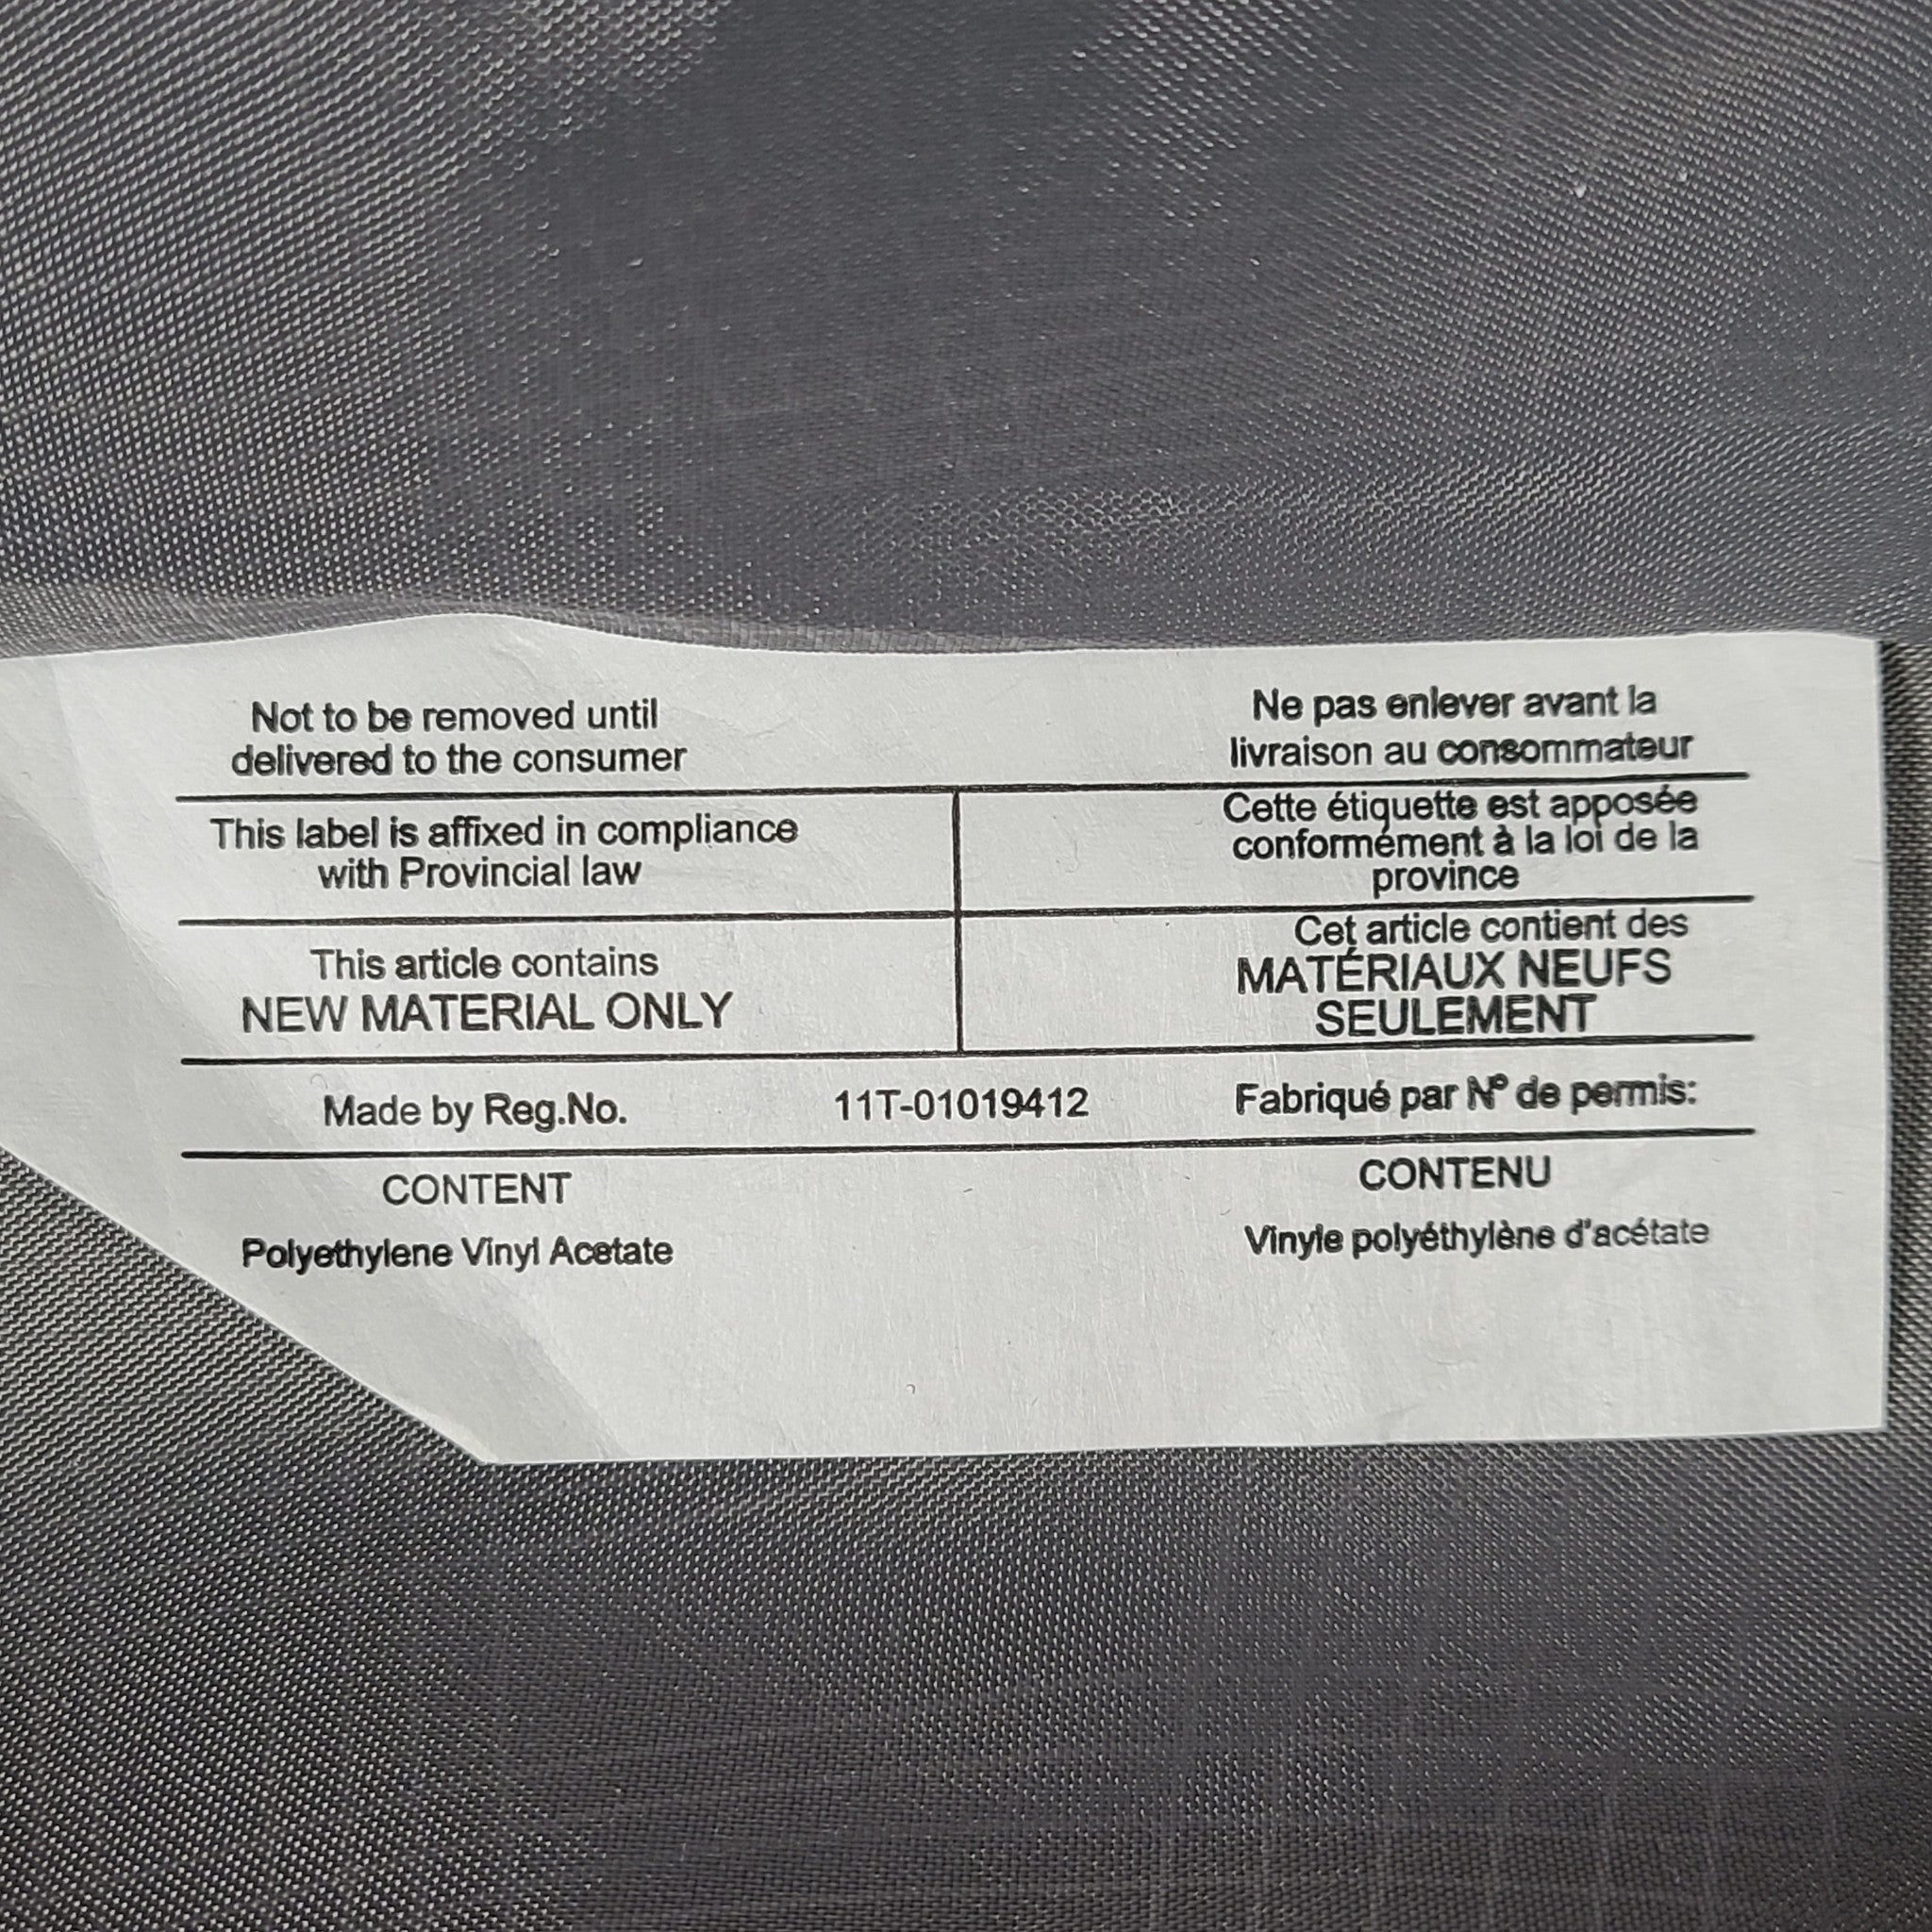 Not to be removed until
delivered to the consumer
Ne pas enlever avant la
livraison au consommateur
This label is affixed in compliance
with Provincial law
Cette étiquette est apposée
conformément à la loi de la
province
This article contains
NEW MATERIAL ONLY
Cet article contient des
MATÉRIAUX NEUFS
SEULEMENT
Made by Reg.No. 11T-01019412 Fabriqué par Nº de permis:
CONTENT
Polyethylene Vinyl Acetate
CONTENU
Vinyle polyéthylène d'acétate